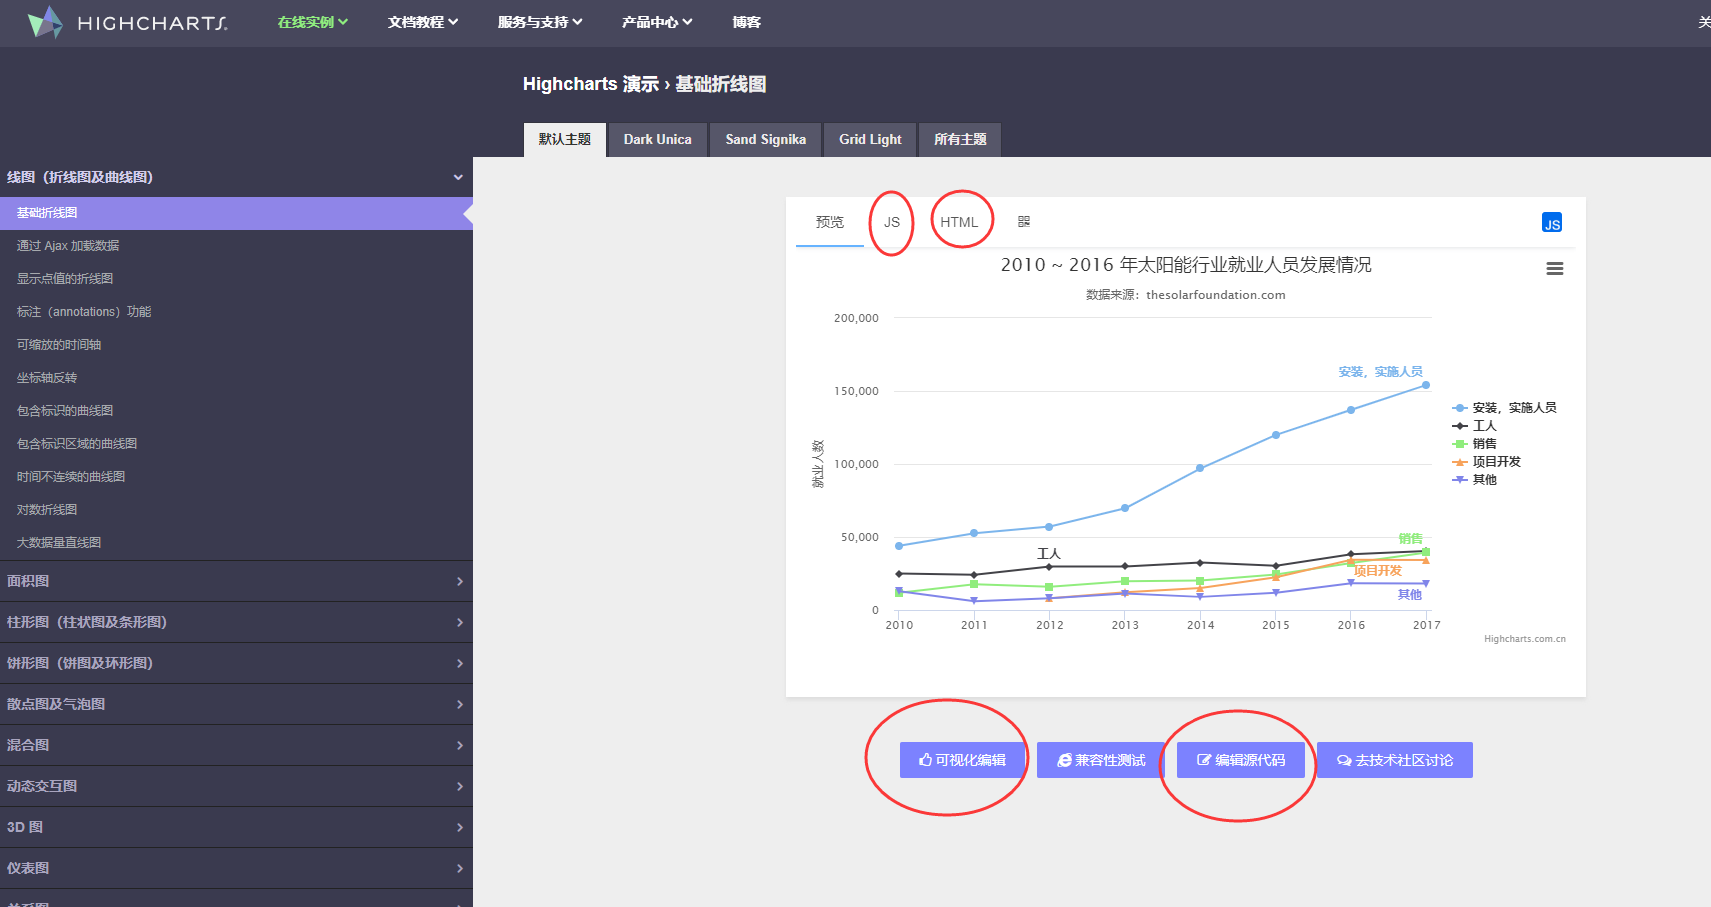 HIGHCHARTS.
在线实例 文档教程 服务与支持 产品中心 博客 关
Highcharts 演示 › 基础折线图
默认主题 Dark Unica Sand Signika Grid Light 所有主题
线图（折线图及曲线图）
基础折线图
通过 Ajax 加载数据
显示点值的折线图
标注（annotations）功能
可缩放的时间轴
坐标轴反转
包含标识的曲线图
包含标识区域的曲线图
时间不连续的曲线图
对数折线图
大数据量直线图
面积图
柱形图（柱状图及条形图）
饼形图（饼图及环形图）
散点图及气泡图
混合图
动态交互图
3D 图
仪表图
预览 JS HTML
JS
2010 ~ 2016 年太阳能行业就业人员发展情况
数据来源：thesolarfoundation.com
就业人数
200,000
150,000
100,000
50,000
0
安装，实施人员
工人
销售
项目开发
其他
2010 2011 2012 2013 2014 2015 2016 2017
安装，实施人员
工人
销售
项目开发
其他
Highcharts.com.cn
可视化编辑 兼容性测试 编辑源代码 去技术社区讨论